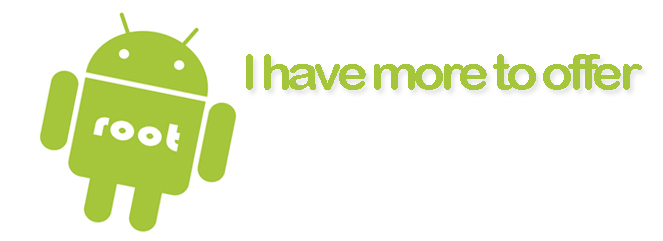 I have more to offer
root